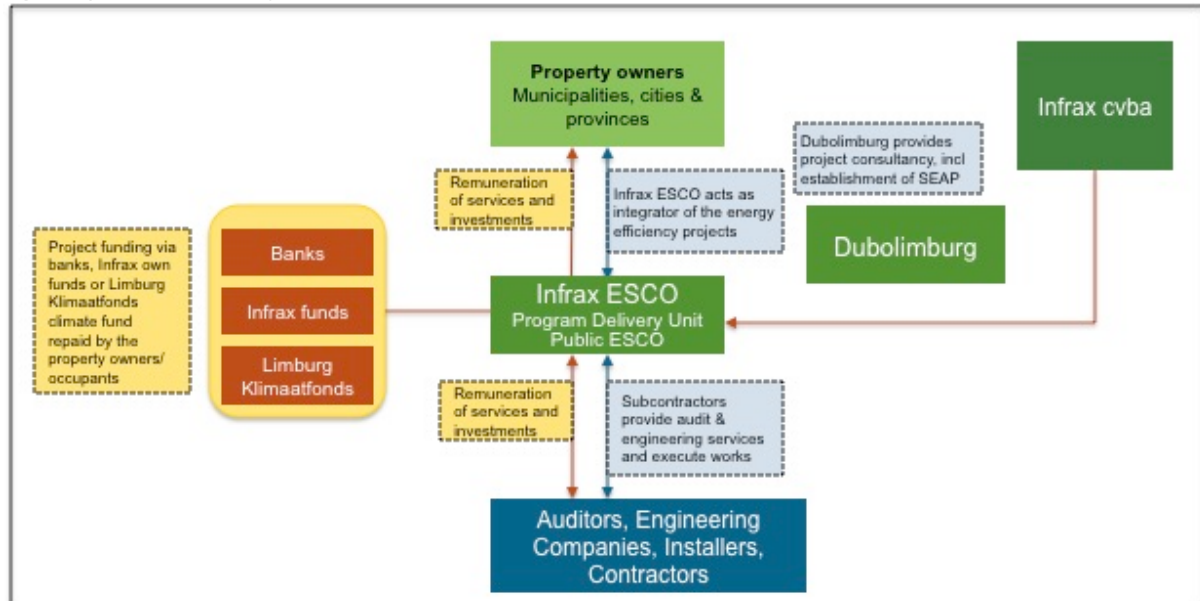 Property owners
Municipalities, cities &
provinces
Infrax cvba
Dubolimburg provides
project consultancy, incl
establishment of SEAP
Remuneration
of services and
investments
Infrax ESCO acts as
integrator of the energy
efficiency projects
Dubolimburg
Project funding via
banks, Infrax own
funds or Limburg
Klimaatfonds
climate fund
repaid by the
property owners/
occupants
Banks
Infrax funds
Limburg
Klimaatfonds
Infrax ESCO
Program Delivery Unit
Public ESCO
Remuneration
of services and
investments
Subcontractors
provide audit &
engineering services
and execute works
Auditors, Engineering
Companies, Installers,
Contractors